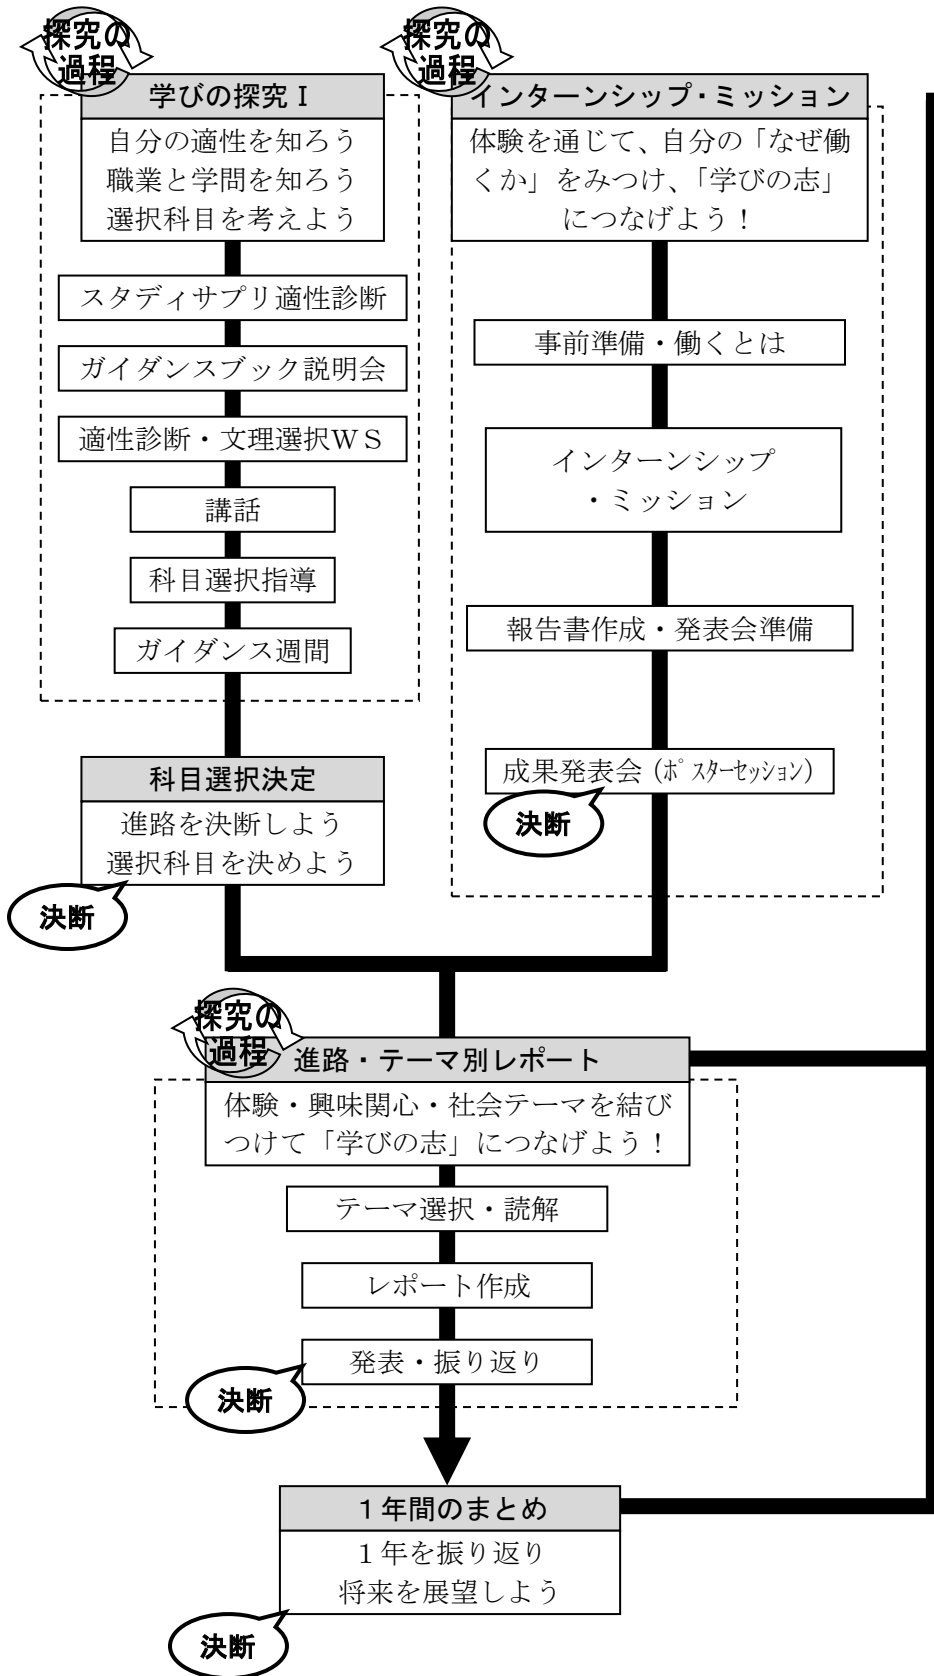 探究の
過程
学びの探究Ⅰ
自分の適性を知ろう
職業と学問を知ろう
選択科目を考えよう
スタディサプリ適性診断
ガイダンスブック説明会
適性診断・文理選択ＷＳ
講話
科目選択指導
ガイダンス週間
科目選択決定
進路を決断しよう
選択科目を決めよう
決断
探究の
過程
インターンシップ・ミッション
体験を通じて、自分の「なぜ働
くか」をみつけ、「学びの志」
につなげよう！
事前準備・働くとは
インターンシップ
・ミッション
報告書作成・発表会準備
成果発表会（ﾎﾟｽﾀｰｾｯｼｮﾝ）
決断
探究の
過程
進路・テーマ別レポート
体験・興味関心・社会テーマを結び
つけて「学びの志」につなげよう！
テーマ選択・読解
レポート作成
発表・振り返り
決断
１年間のまとめ
１年を振り返り
将来を展望しよう
決断